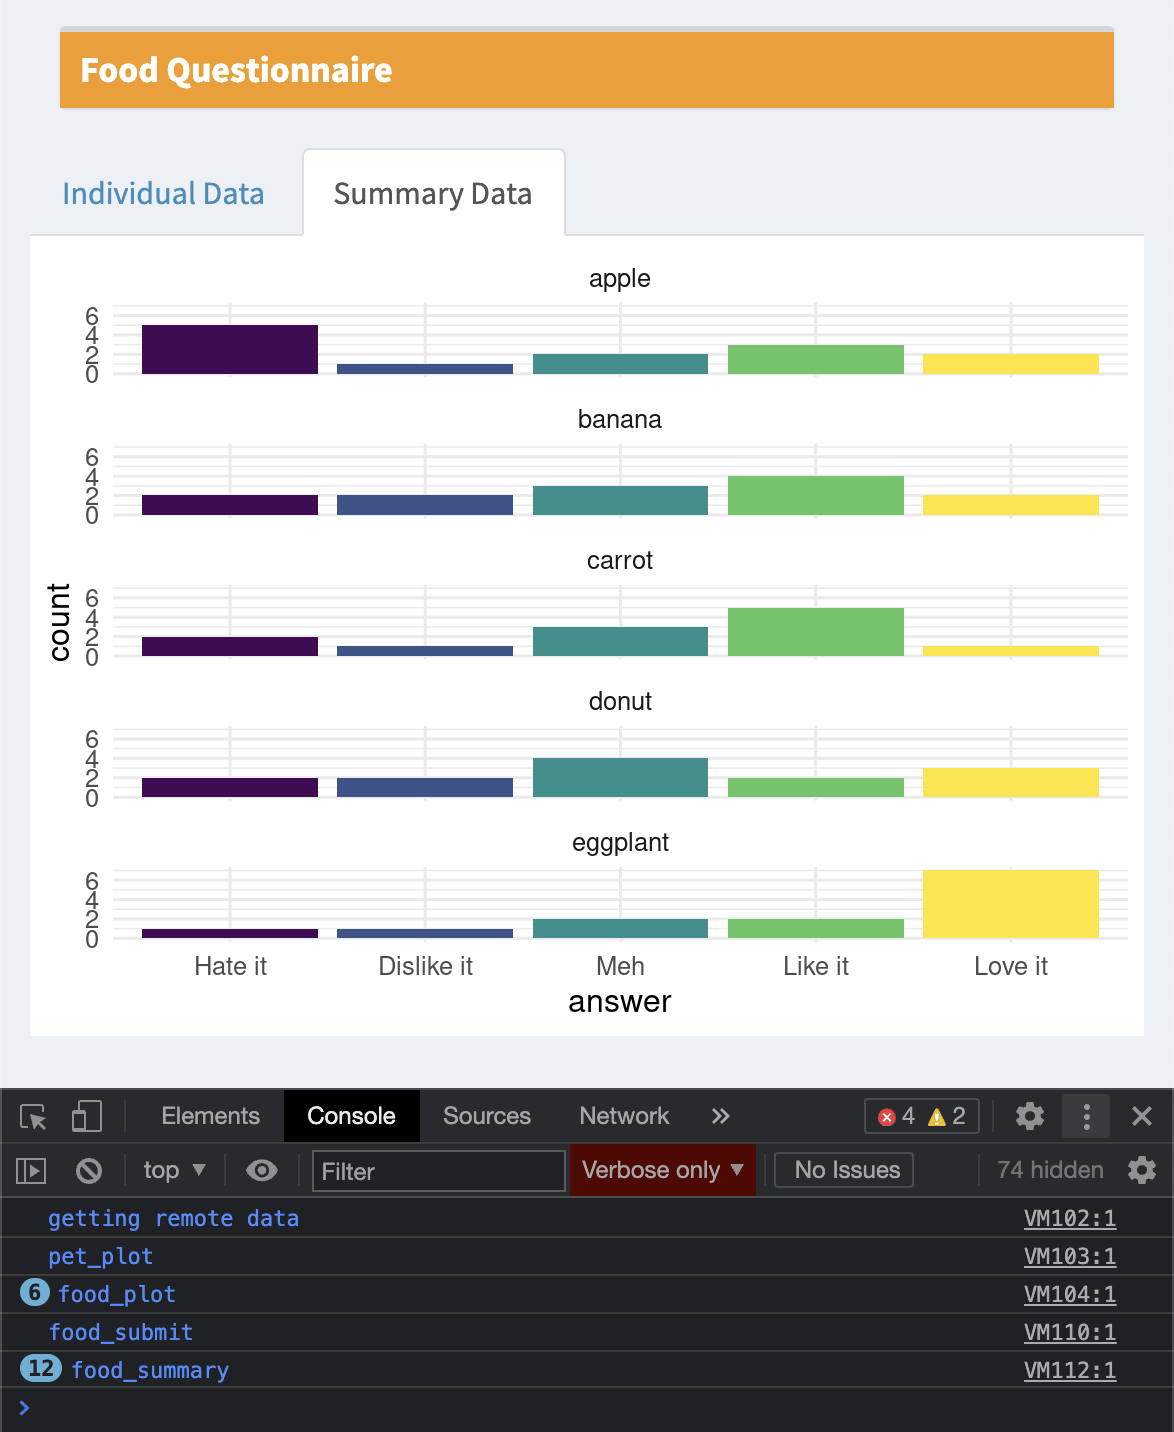 Food Questionnaire
Individual Data
Summary Data
apple
6
4
2
0
banana
6
4
2
0
carrot
6
4
2
0
donut
6
4
2
0
eggplant
6
4
2
0
count
Hate it Dislike it Meh Like it Love it
answer
Elements Console Sources Network » 4 2
top Filter Verbose only No Issues 74 hidden
getting remote data VM102:1
pet_plot VM103:1
6 food_plot VM104:1
food_submit VM110:1
12 food_summary VM112:1
>